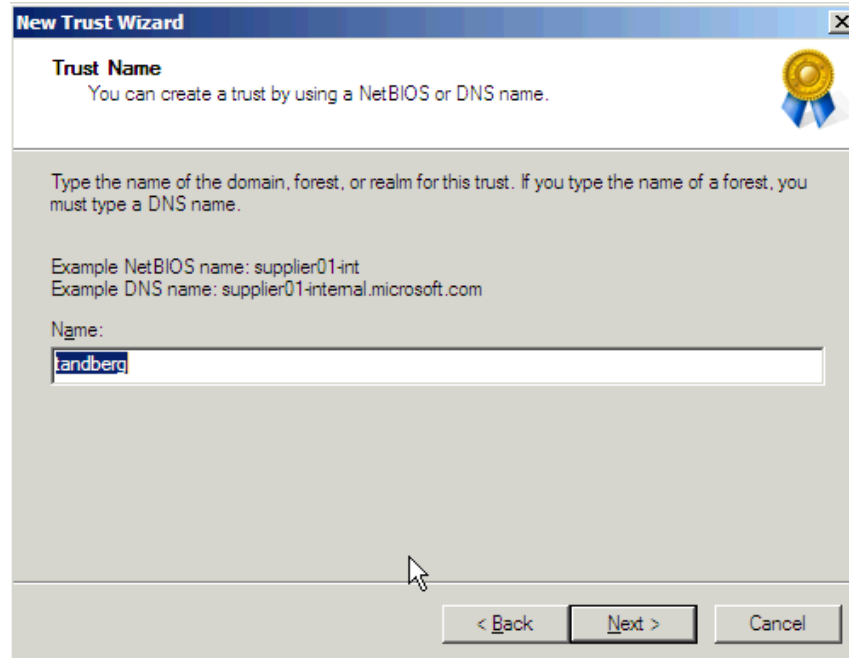 New Trust Wizard
Trust Name
You can create a trust by using a NetBIOS or DNS name.
Type the name of the domain, forest, or realm for this trust. If you type the name of a forest, you
must type a DNS name.
Example NetBIOS name: supplier01-int
Example DNS name: supplier01-internal.microsoft.com
Name:
tandberg
< Back
Next >
Cancel